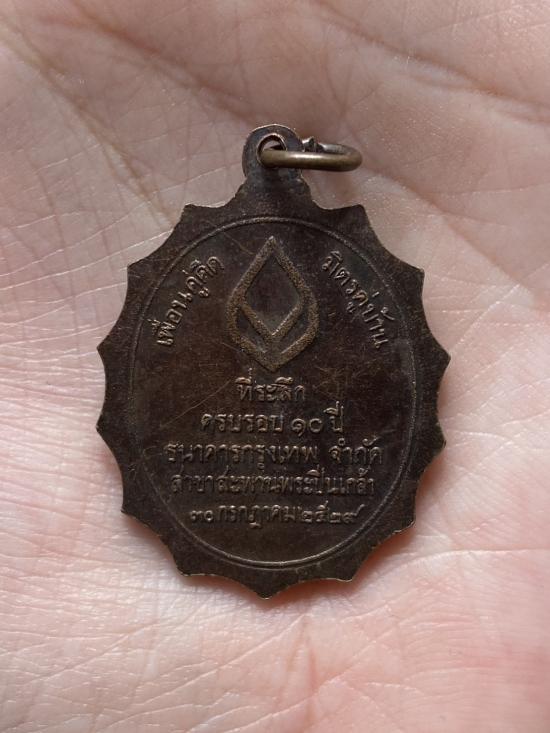 เพื่อนคู่คิด
มิตรคู่บ้าน
ที่ระลึก
ครบรอบ ๑๐ ปี
ธนาคารกรุงเทพ จำกัด
สาขาสะพานพระปิ่นเกล้า
๓๐ กรกฎาคม ๒๕๒๙